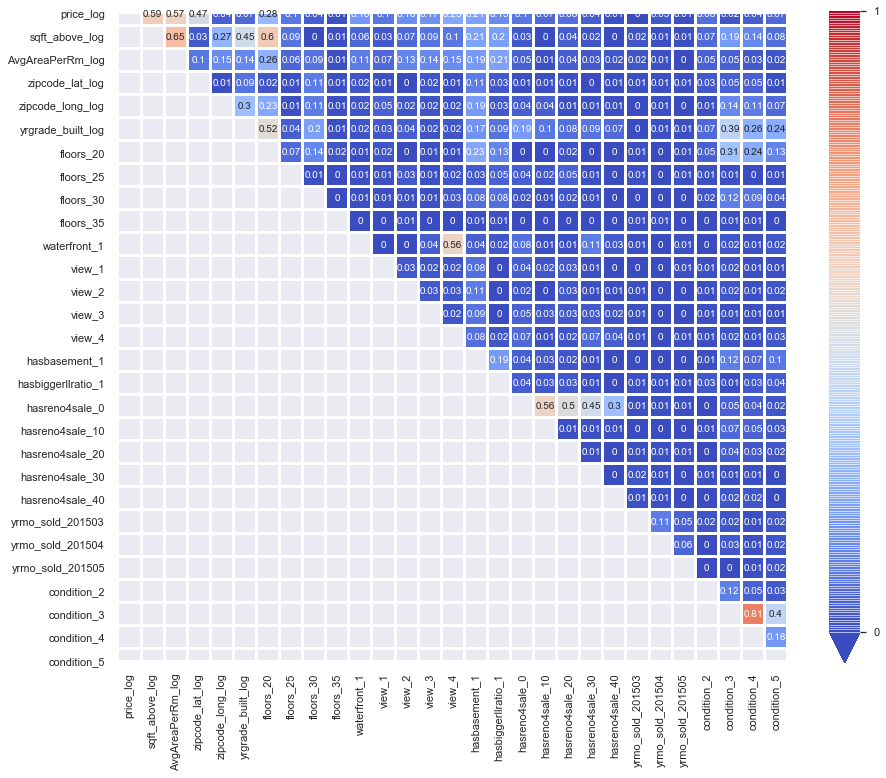 price_log 0.59 0.57 0.47 0.28
sqft_above_log 0.65 0.03 0.27 0.45 0.6 0.09 0 0.01 0.06 0.03 0.07 0.09 0.1 0.21 0.2 0.03 0 0.04 0.02 0 0.02 0.01 0.01 0.05 0.19 0.14 0.08
AvgAreaPerRm_log 0.1 0.15 0.14 0.26 0.06 0.09 0.02 0.11 0.07 0.13 0.14 0.15 0.19 0.21 0.05 0.01 0.04 0.02 0.03 0.02 0.01 0 0.05 0.05 0.03 0.02
zipcode_lat_log 0.01 0.09 0.02 0.01 0.11 0.01 0.02 0.01 0 0.02 0.01 0.11 0.03 0.01 0.01 0.01 0 0.01 0.01 0.01 0.03 0.05 0.05 0.01
zipcode_long_log 0.3 0.23 0.01 0.11 0.01 0.02 0.05 0.02 0.02 0.02 0.19 0.03 0.04 0.04 0.01 0.01 0.01 0 0.01 0 0.01 0.14 0.11 0.07
yrgrade_built_log 0.52 0.04 0.2 0.01 0.02 0.03 0.04 0.02 0.02 0.17 0.09 0.19 0.1 0.08 0.09 0.07 0 0.01 0.01 0.07 0.39 0.26 0.24
floors_20 0.07 0.14 0.02 0.01 0.02 0 0.01 0.01 0.23 0.13 0 0 0.02 0 0.01 0.01 0.01 0 0.05 0.31 0.24 0.13
floors_25 0.01 0 0.01 0.01 0.03 0.01 0.02 0.03 0.05 0.04 0.02 0.05 0.01 0 0 0.01 0 0.01 0.01 0 0.01
floors_30 0 0.01 0.01 0.01 0.01 0.03 0.08 0.08 0.02 0.01 0.02 0.01 0.01 0 0 0 0.02 0.12 0.09 0.04
floors_35 0 0 0.01 0 0 0.01 0.01 0 0 0 0 0 0.01 0.01 0 0 0.01 0.01 0
waterfront_1 0 0 0.04 0.56 0.04 0.02 0.08 0.01 0.01 0.11 0.03 0.01 0 0 0.01 0.02 0.01 0.02
view_1 0.03 0.02 0.02 0.08 0 0.04 0.02 0.03 0.01 0 0 0 0 0.01 0.03 0.02 0.02
view_2 0.03 0.03 0.11 0 0.02 0 0.03 0.01 0.01 0.01 0 0 0.01 0.01 0.01 0.02
view_3 0.02 0.09 0 0.05 0.03 0.03 0.03 0.02 0.01 0 0 0.01 0.01 0.01 0.01
view_4 0.08 0.02 0.07 0.01 0.02 0.07 0.04 0.01 0 0 0.01 0.02 0.01 0.03
hasbasement_1 0.19 0.04 0.03 0.02 0.01 0 0 0 0 0.03 0.12 0.07 0.1
hasbiggerllratio_1 0.04 0.03 0.03 0.01 0 0.01 0.01 0.02 0.03 0.01 0.03 0.04
hasreno4sale_0 0.56 0.5 0.45 0.3 0.01 0.01 0.01 0 0.05 0.04 0.02
hasreno4sale_10 0.01 0.01 0.01 0 0 0.01 0.01 0.07 0.05 0.03
hasreno4sale_20 0.01 0 0.01 0.01 0.01 0 0.04 0.03 0.02
hasreno4sale_30 0 0.02 0.01 0 0.01 0.01 0.01 0
hasreno4sale_40 0.01 0.01 0 0 0.02 0.02 0
yrmo_sold_201503 0.11 0.05 0.02 0.02 0.01 0.02
yrmo_sold_201504 0.06 0 0.03 0.01 0.02
yrmo_sold_201505 0 0 0.01 0.02
condition_2 0.12 0.05 0.03
condition_3 0.81 0.4
condition_4 0.18
condition_5
price_log
sqft_above_log
AvgAreaPerRm_log
zipcode_lat_log
zipcode_long_log
yrgrade_built_log
floors_20
floors_25
floors_30
floors_35
waterfront_1
view_1
view_2
view_3
view_4
hasbasement_1
hasbiggerllratio_1
hasreno4sale_0
hasreno4sale_10
hasreno4sale_20
hasreno4sale_30
hasreno4sale_40
yrmo_sold_201503
yrmo_sold_201504
yrmo_sold_201505
condition_2
condition_3
condition_4
condition_5
1
0